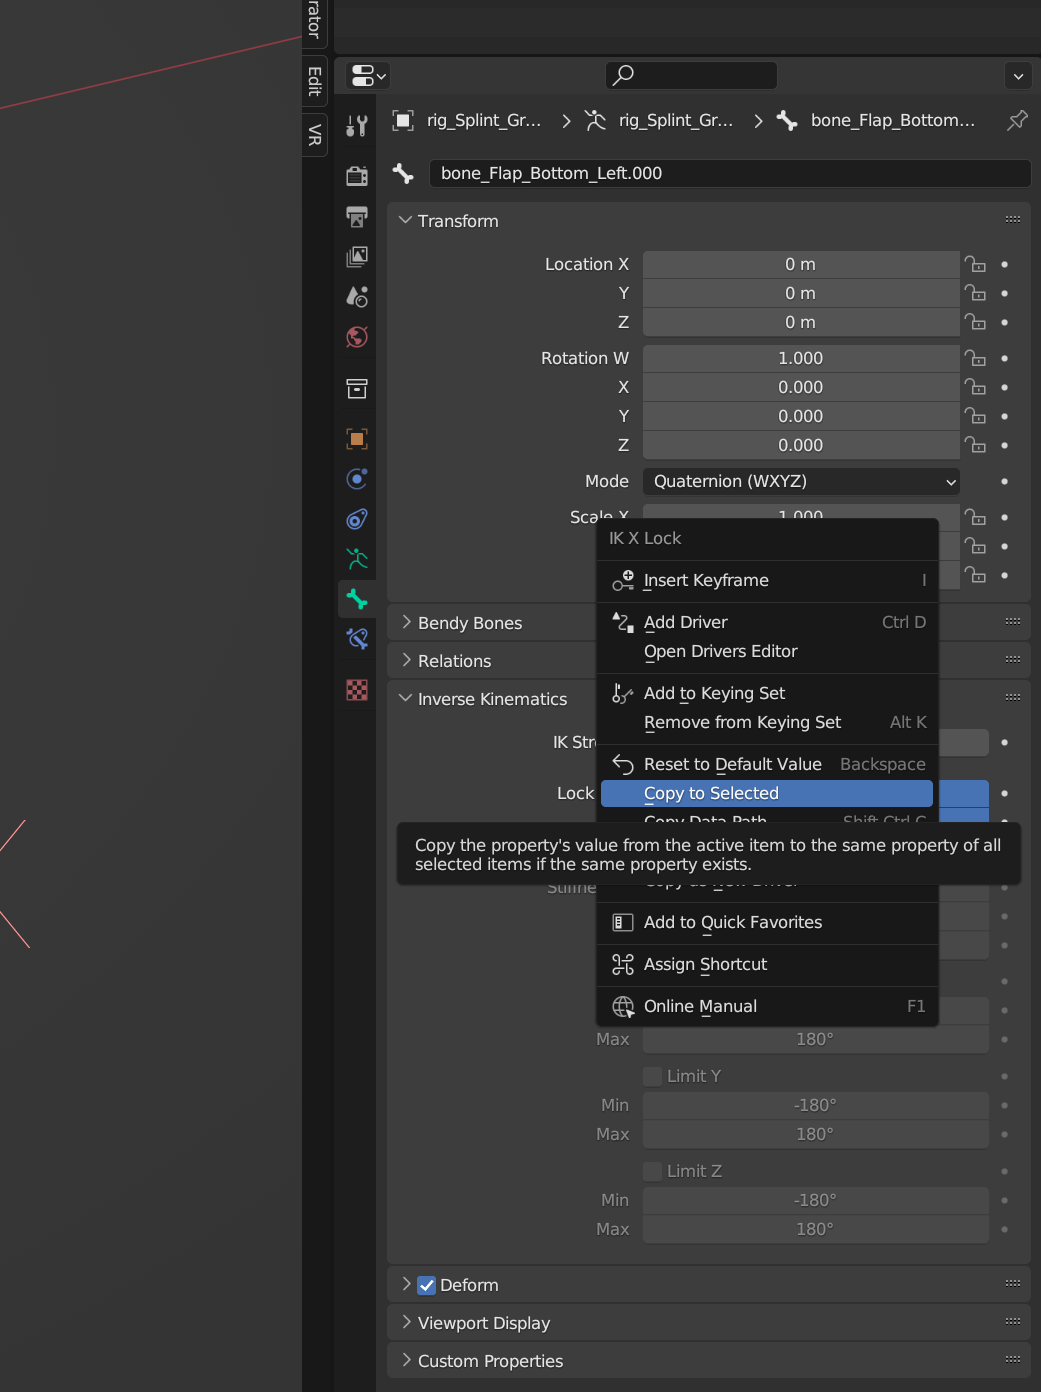 rator
Edit
VR
rig_Splint_Gr...
rig_Splint_Gr...
bone_Flap_Bottom...
bone_Flap_Bottom_Left.000
Transform
Location X 0 m
Y 0 m
Z 0 m
Rotation W 1.000
X 0.000
Y 0.000
Z 0.000
Mode Quaternion (WXYZ)
Scale X 1.000
IK X Lock
Insert Keyframe I
Add Driver Ctrl D
Open Drivers Editor
Add to Keying Set
Remove from Keying Set Alt K
Reset to Default Value Backspace
Copy to Selected
Copy Data Path Shift Ctrl C
Copy the property's value from the active item to the same property of all
selected items if the same property exists.
Copy as New Driver
Add to Quick Favorites
Assign Shortcut
Online Manual F1
Bendy Bones
Relations
Inverse Kinematics
IK Stre
Lock
Stiffne
Max 180°
Limit Y
Min -180°
Max 180°
Limit Z
Min -180°
Max 180°
Deform
Viewport Display
Custom Properties